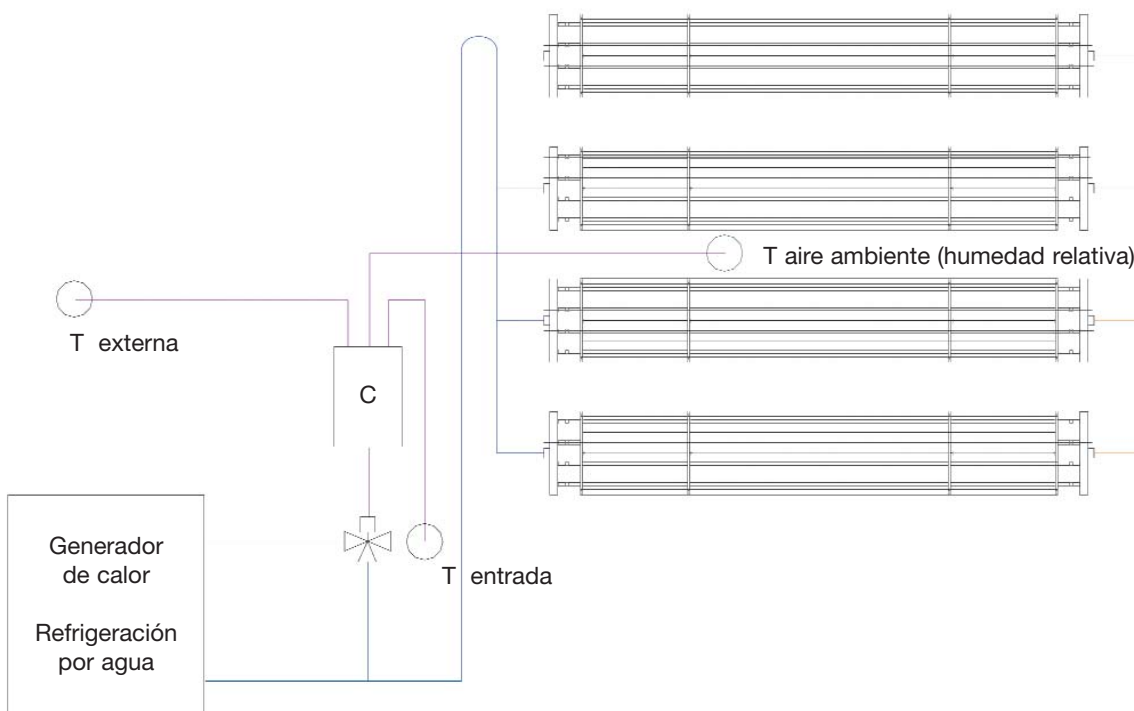 T aire ambiente (humedad relativa)
T externa
C
T entrada
Generador
de calor
Refrigeración
por agua